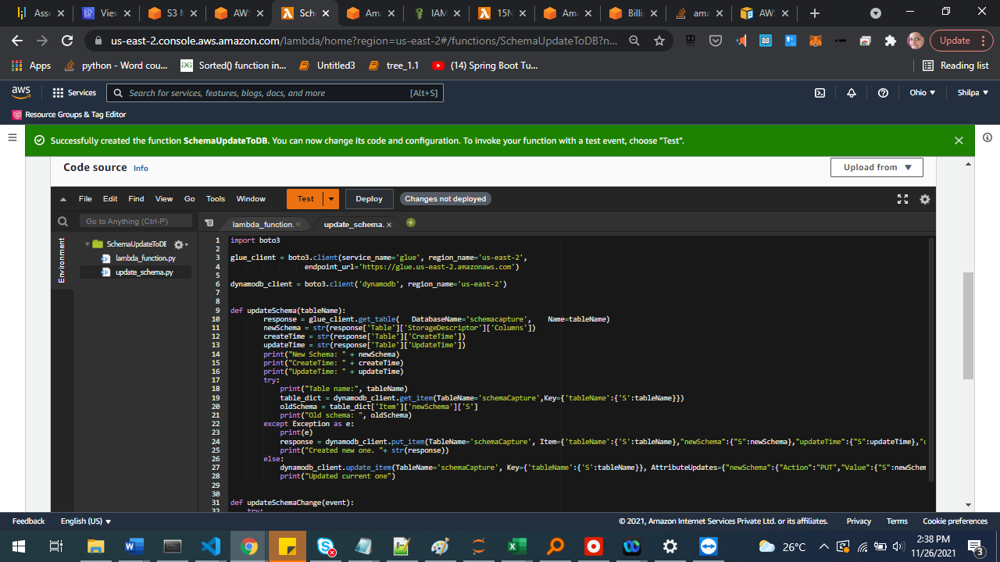 Asse
View
S3 M
AWS
Sch
Ama
IAM
15N
Ama
Billin
ama
AWS
us-east-2.console.aws.amazon.com/lambda/home?region=us-east-2#/functions/SchemaUpdateToDB?n...
Update
Apps
python - Word cou...
Sorted() function in...
Untitled3
tree_1.1
(14) Spring Boot Tu...
Reading list
aws
Services
Search for services, features, blogs, docs, and more
[Alt+S]
Ohio
Shilpa
Resource Groups & Tag Editor
Successfully created the function SchemaUpdateToDB. You can now change its code and configuration. To invoke your function with a test event, choose "Test".
Code source Info
Upload from
File Edit Find View Go Tools Window
Test
Deploy
Changes not deployed
Go to Anything (Ctrl-P)
lambda_function.
update_schema.
Environment
SchemaUpdateToDB
lambda_function.py
update_schema.py
1 import boto3
2
3 glue_client = boto3.client(service_name='glue', region_name='us-east-2',
4 endpoint_url='https://glue.us-east-2.amazonaws.com')
5
6 dynamodb_client = boto3.client('dynamodb', region_name='us-east-2')
7
8
9 def updateSchema(tableName):
10 response = glue_client.get_table( DatabaseName='schemacapture', Name=tableName)
11 newSchema = str(response['Table']['StorageDescriptor']['Columns'])
12 createTime = str(response['Table']['CreateTime'])
13 updateTime = str(response['Table']['UpdateTime'])
14 print("New Schema: " + newSchema)
15 print("CreateTime: " + createTime)
16 print("UpdateTime: " + updateTime)
17 try:
18 print("Table name:", tableName)
19 table_dict = dynamodb_client.get_item(TableName='schemaCapture',Key={'tableName':{'S':tableName}})
20 oldSchema = table_dict['Item']['newSchema']['S']
21 print("Old schema: ", oldSchema)
22 except Exception as e:
23 print(e)
24 response = dynamodb_client.put_item(TableName='schemaCapture', Item={'tableName':{'S':tableName},"newSchema":{"S":newSchema},"updateTime":{"S":updateTime},"c
25 print("Created new one. "+ str(response))
26 else:
27 dynamodb_client.update_item(TableName='schemaCapture', Key={'tableName':{'S':tableName}}, AttributeUpdates={"newSchema":{"Action":"PUT","Value":{"S":newSchem
28 print("Updated current one")
29
30
31 def updateSchemaChange(event):
32 try:
Feedback
English (US)
© 2021, Amazon Internet Services Private Ltd. or its affiliates.
Privacy
Terms
Cookie preferences
26°C
2:38 PM
11/26/2021
3